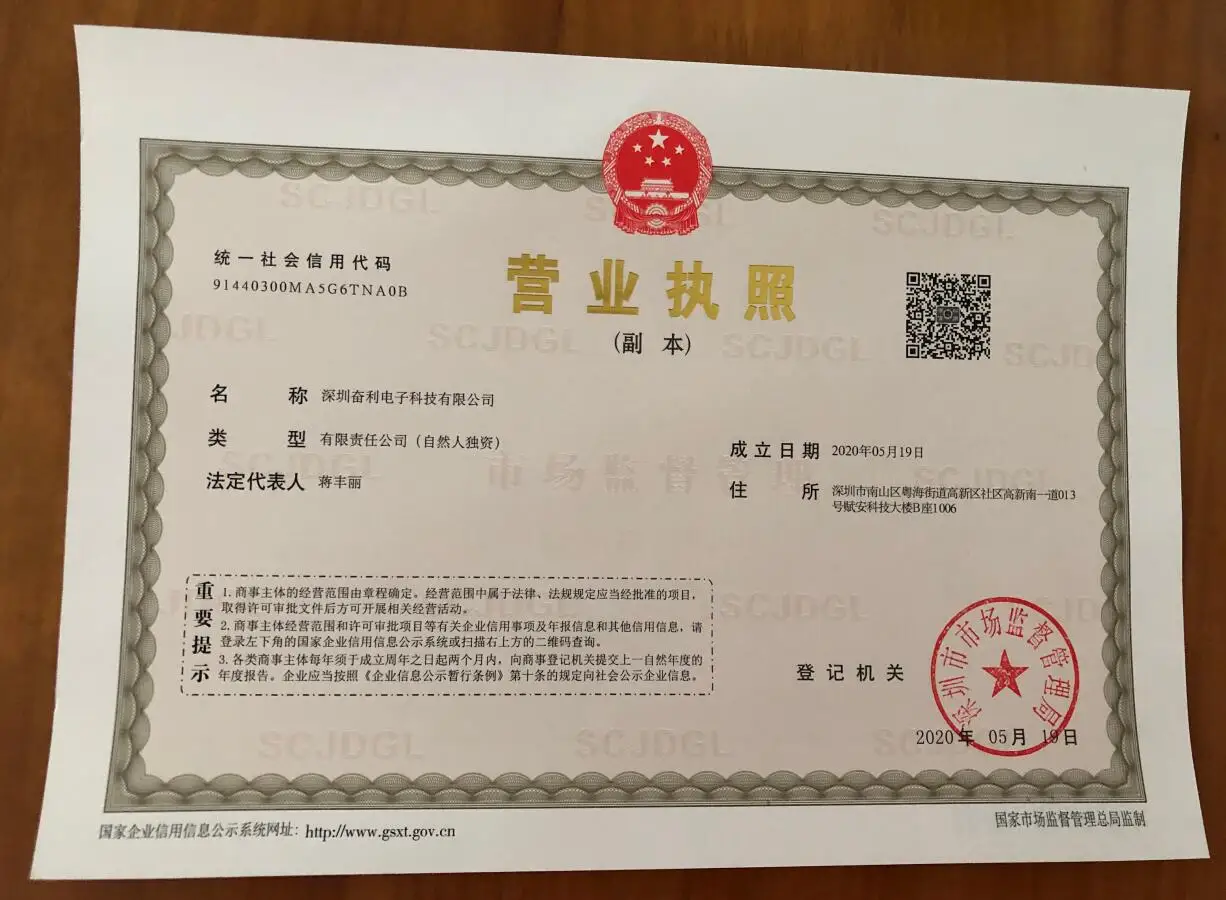 统一社会信用代码
91440300MA5G6TNA0B
营业执照
(副 本)
名 称 深圳奋利电子科技有限公司
类 型 有限责任公司（自然人独资）
法定代表人 蒋丰丽
成立日期 2020年05月19日
住 所 深圳市南山区粤海街道高新区社区高新南一道013
号赋安科技大楼B座1006
重要提示
1. 商事主体的经营范围由章程确定。经营范围中属于法律、法规规定应当经批准的项目，
取得许可审批文件后方可开展相关经营活动。
2. 商事主体经营范围和许可审批项目等有关企业信用事项及年报信息和其他信用信息，请
登录左下角的国家企业信用信息公示系统或扫描右上方的二维码查询。
3. 各类商事主体每年须于成立周年之日起两个月内，向商事登记机关提交上一自然年度的
年度报告。企业应当按照《企业信息公示暂行条例》第十条的规定向社会公示企业信息。
登记机关
深圳市市场监督管理局
2020年 05月 19日
国家企业信用信息公示系统网址：http://www.gsxt.gov.cn
国家市场监督管理总局监制
SCJDGL
市场监督管理